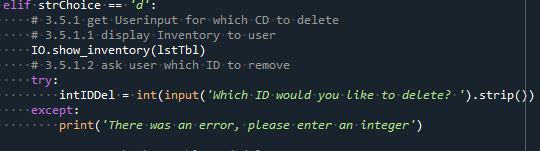 elif strChoice == 'd':
    # 3.5.1 get Userinput for which CD to delete
    # 3.5.1.1 display Inventory to user
    IO.show_inventory(lstTbl)
    # 3.5.1.2 ask user which ID to remove
    try:
        intIDDel = int(input('Which ID would you like to delete? ').strip())
    except:
        print('There was an error, please enter an integer')